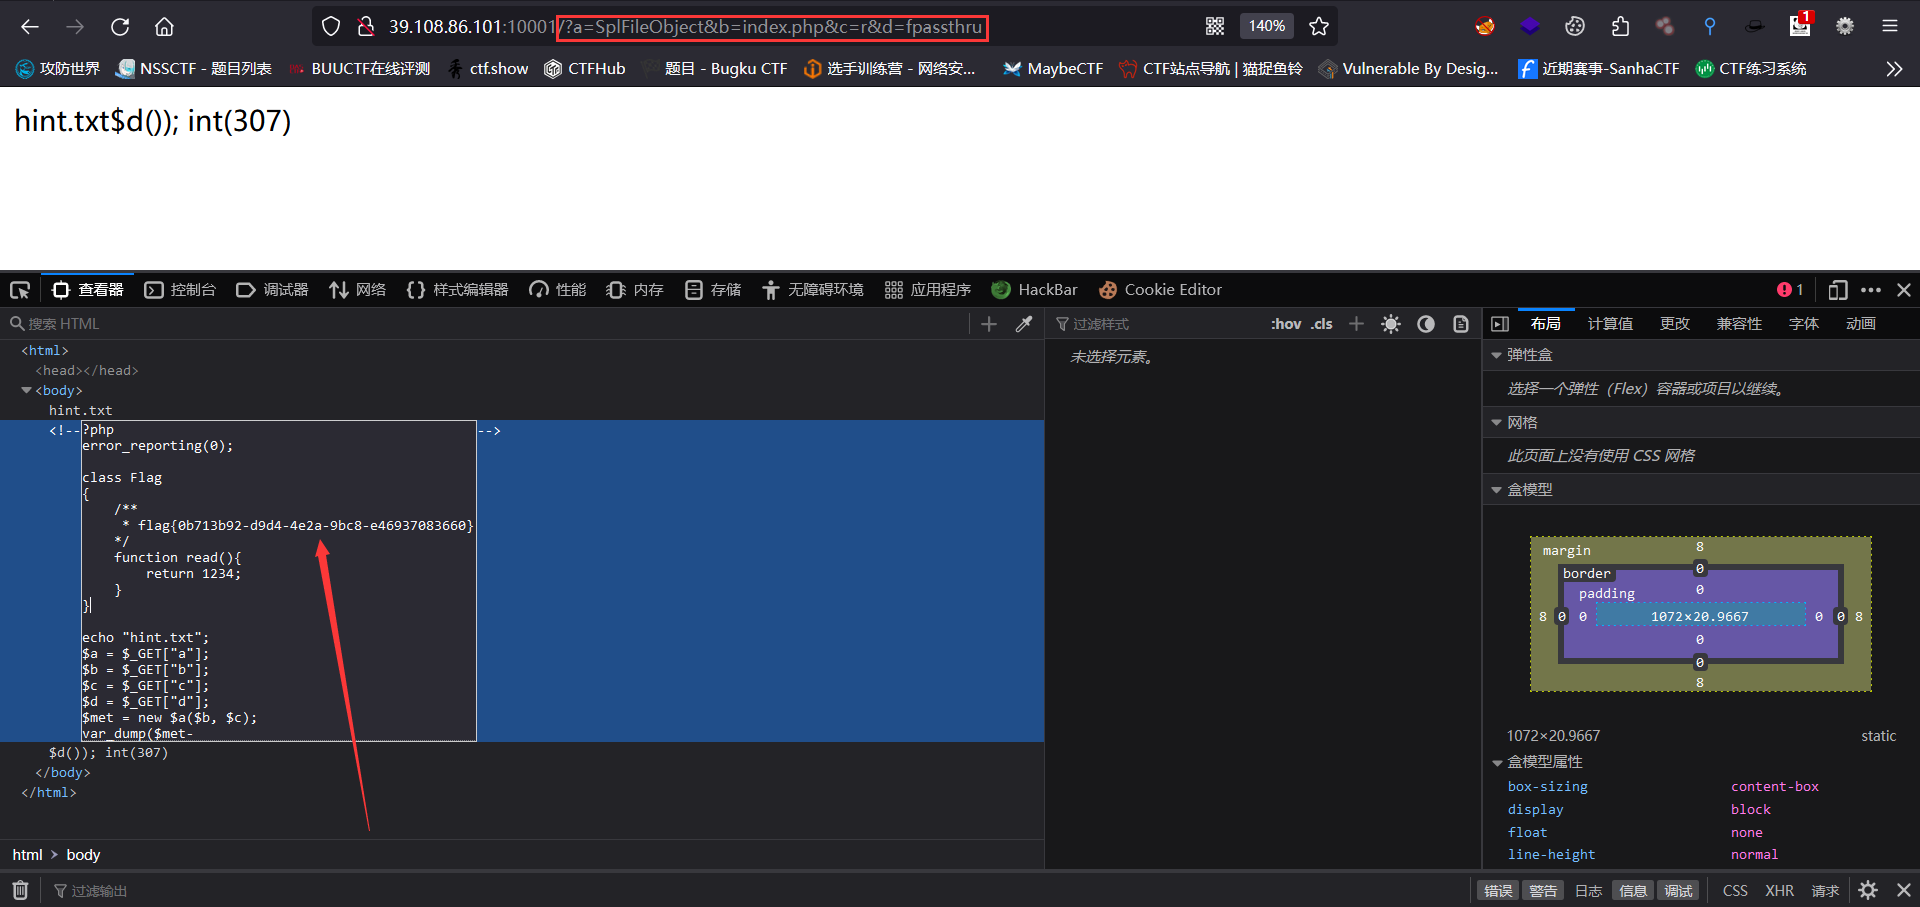 39.108.86.101:10001/?a=SplFileObject&b=index.php&c=r&d=fpassthru
140%
1
攻防世界
NSSCTF - 题目列表
BUUCTF在线评测
ctf.show
CTFHub
题目 - Bugku CTF
选手训练营 - 网络安...
MaybeCTF
CTF站点导航 | 猫捉鱼铃
Vulnerable By Desig...
近期赛事-SanhaCTF
CTF练习系统
hint.txt$d()); int(307)
查看器
控制台
调试器
网络
样式编辑器
性能
内存
存储
无障碍环境
应用程序
HackBar
Cookie Editor
1
搜索 HTML
过滤样式
:hov
.cls
布局
计算值
更改
兼容性
字体
动画
<html>
<head></head>
<body>
hint.txt
<!--?php
error_reporting(0);
class Flag
{
/**
* flag{0b713b92-d9d4-4e2a-9bc8-e46937083660}
*/
function read(){
return 1234;
}
}
echo "hint.txt";
$a = $_GET["a"];
$b = $_GET["b"];
$c = $_GET["c"];
$d = $_GET["d"];
$met = new $a($b, $c);
var_dump($met-
-->
$d()); int(307)
</body>
</html>
html > body
未选择元素。
弹性盒
选择一个弹性（Flex）容器或项目以继续。
网格
此页面上没有使用 CSS 网格
盒模型
margin
8
border
0
padding
0
8 0 0 1072×20.9667 0 0 8
0
0
8
1072×20.9667
static
盒模型属性
box-sizing content-box
display block
float none
line-height normal
过滤输出
错误
警告
日志
信息
调试
CSS
XHR
请求